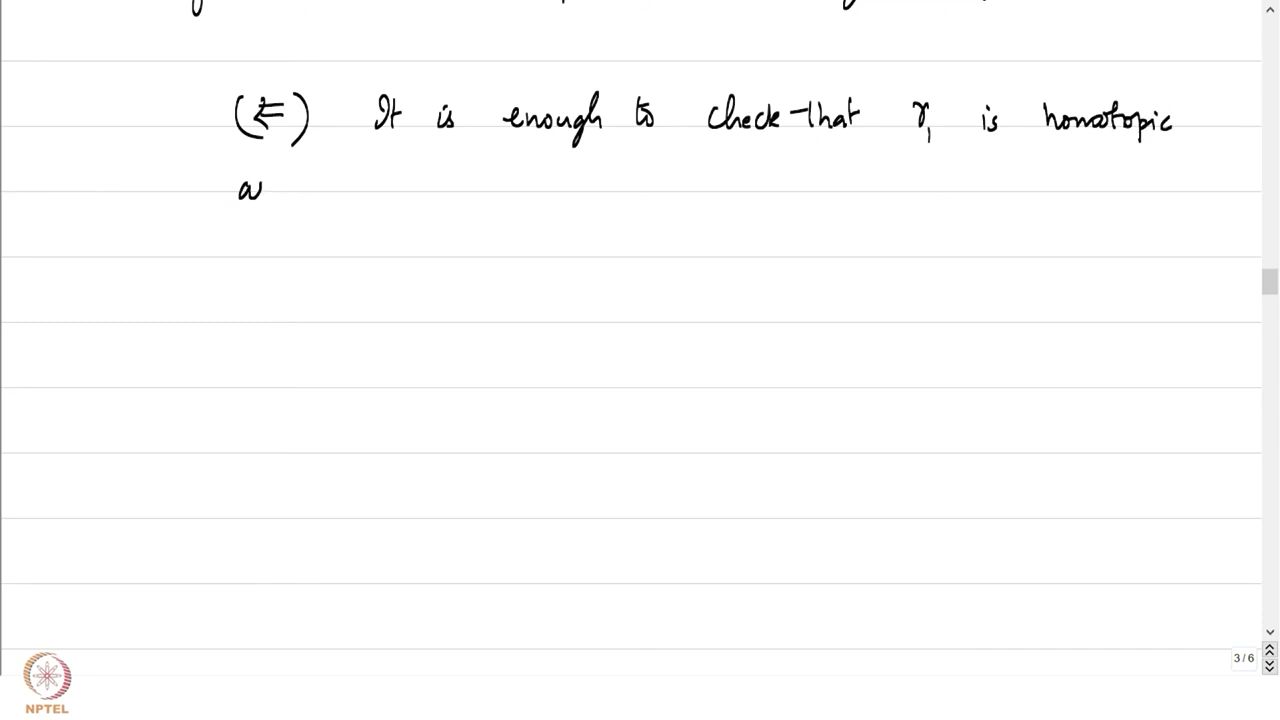 (⇐) It is enough to check that γ₁ is homotopic
3 / 6
NPTEL